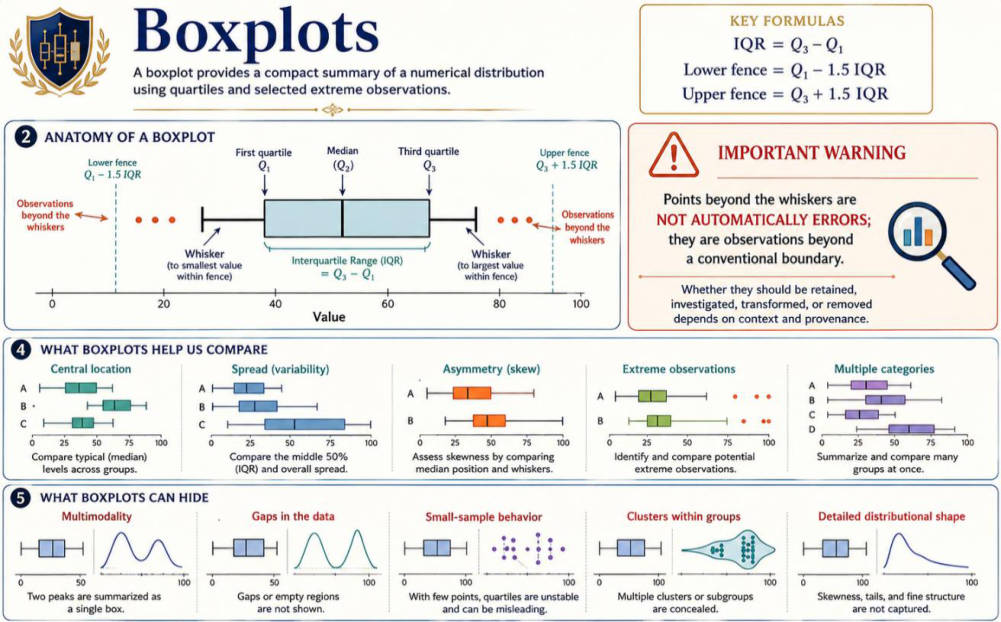 Boxplots
A boxplot provides a compact summary of a numerical distribution
using quartiles and selected extreme observations.
KEY FORMULAS
IQR = Q₃ − Q₁
Lower fence = Q₁ − 1.5 IQR
Upper fence = Q₃ + 1.5 IQR
2 ANATOMY OF A BOXPLOT
Lower fence
Q₁ − 1.5 IQR
First quartile
Q₁
Median
(Q₂)
Third quartile
Q₃
Upper fence
Q₃ + 1.5 IQR
Observations
beyond the
whiskers
Observations
beyond the
whiskers
Whisker
(to smallest value
within fence)
Interquartile Range (IQR)
= Q₃ − Q₁
Whisker
(to largest value
within fence)
0 20 40 60 80 100
Value
IMPORTANT WARNING
Points beyond the whiskers are
NOT AUTOMATICALLY ERRORS;
they are observations beyond
a conventional boundary.
Whether they should be retained,
investigated, transformed, or removed
depends on context and provenance.
4 WHAT BOXPLOTS HELP US COMPARE
Central location
A
B
C
0 25 50 75 100
Compare typical (median)
levels across groups.
Spread (variability)
A
B
C
0 25 50 75 100
Compare the middle 50%
(IQR) and overall spread.
Asymmetry (skew)
A
B
0 25 50 75 100
Assess skewness by comparing
median position and whiskers.
Extreme observations
A
B
0 25 50 75 100
Identify and compare potential
extreme observations.
Multiple categories
A
B
C
D
0 25 50 75 100
Summarize and compare many
groups at once.
5 WHAT BOXPLOTS CAN HIDE
Multimodality
0 50 100
Two peaks are summarized as
a single box.
Gaps in the data
0 50 100
Gaps or empty regions
are not shown.
Small-sample behavior
0 100 100
With few points, quartiles are unstable
and can be misleading.
Clusters within groups
0 100 100
Multiple clusters or subgroups
are concealed.
Detailed distributional shape
0 100 100
Skewness, tails, and fine structure
are not captured.